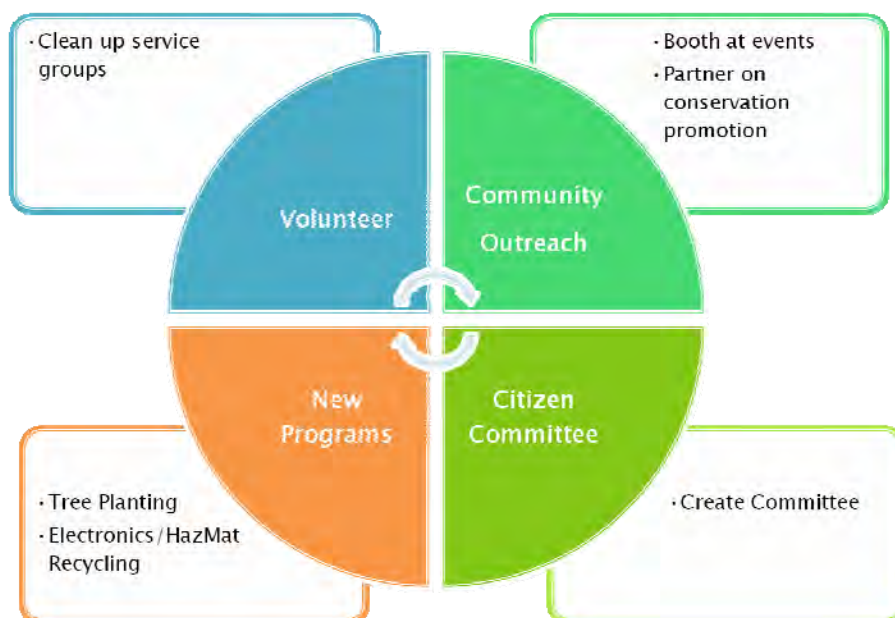 · Clean up service
groups
· Booth at events
· Partner on
conservation
promotion
Volunteer
Community
Outreach
New
Programs
Citizen
Committee
· Tree Planting
· Electronics/HazMat
Recycling
· Create Committee